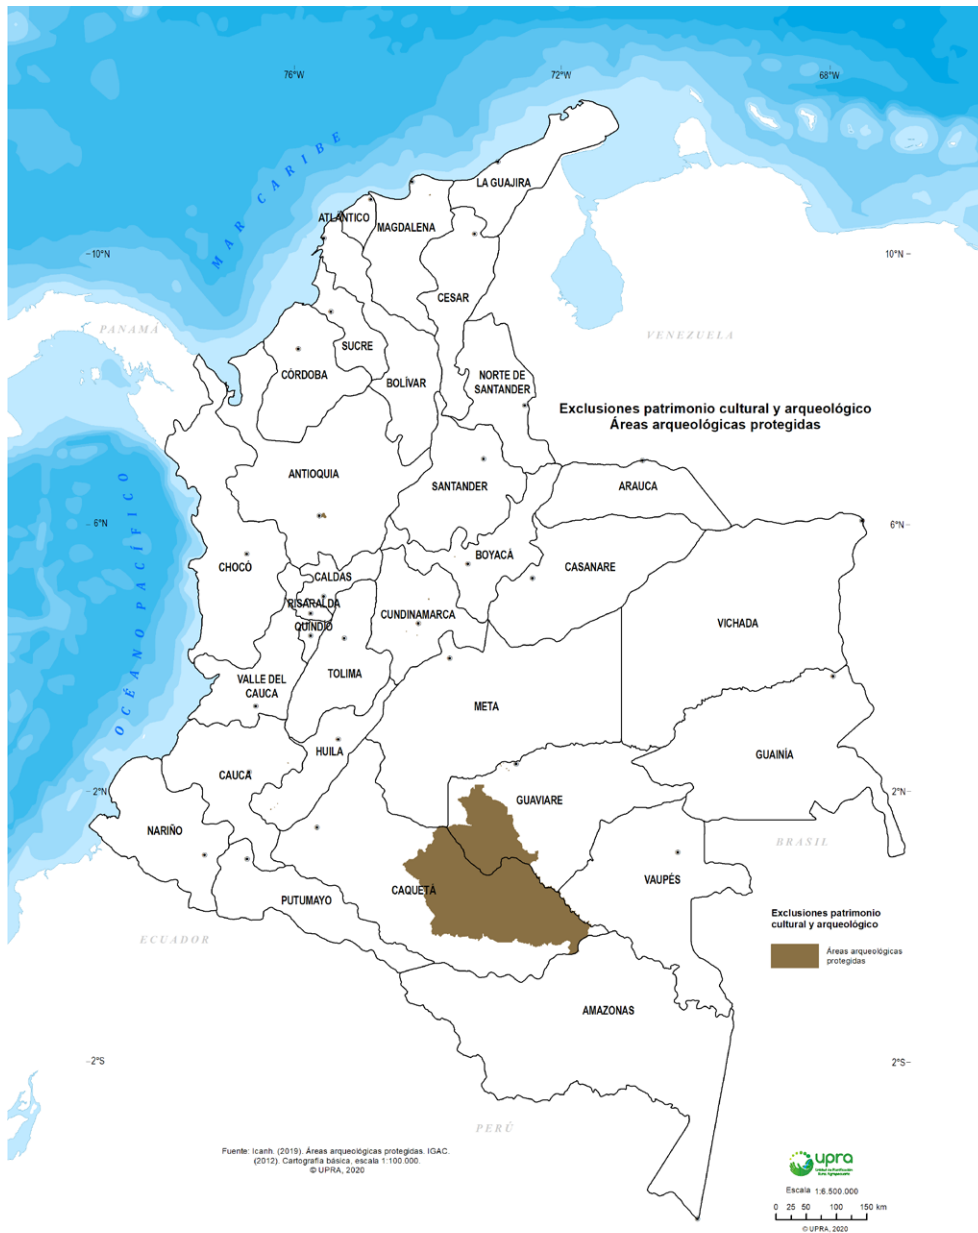 76°W
72°W
68°W
MAR CARIBE
LA GUAJIRA
ATLÁNTICO
MAGDALENA
10°N
10°N
CESAR
PANAMÁ
VENEZUELA
SUCRE
CÓRDOBA
BOLÍVAR
NORTE DE
SANTANDER
Exclusiones patrimonio cultural y arqueológico
Áreas arqueológicas protegidas
ANTIOQUIA
SANTANDER
ARAUCA
6°N
6°N
OCÉANO PACÍFICO
CHOCÓ
BOYACÁ
CASANARE
CALDAS
RISARALDA
CUNDINAMARCA
QUINDÍO
VICHADA
VALLE DEL
CAUCA
TOLIMA
META
HUILA
GUAINÍA
CAUCA
2°N
GUAVIARE
2°N
NARIÑO
BRASIL
VAUPÉS
CAQUETÁ
PUTUMAYO
ECUADOR
Exclusiones patrimonio
cultural y arqueológico
Áreas arqueológicas
protegidas
AMAZONAS
2°S
2°S
PERÚ
Fuente: Icanh. (2019). Áreas arqueológicas protegidas. IGAC.
(2012). Cartografía básica, escala 1:100.000.
© UPRA, 2020
upra
Escala 1:6.500.000
0 25 50 100 150 km
© UPRA, 2020